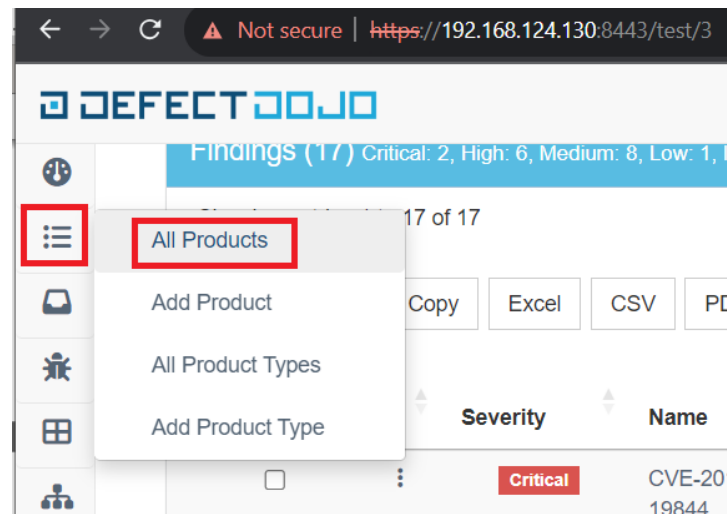 Not secure | https://192.168.124.130:8443/test/3
DEFECTDOJO
Findings (17) Critical: 2, High: 6, Medium: 8, Low: 1,
17 of 17
All Products
Add Product
All Product Types
Add Product Type
Copy Excel CSV
Severity Name
Critical CVE-20
19844